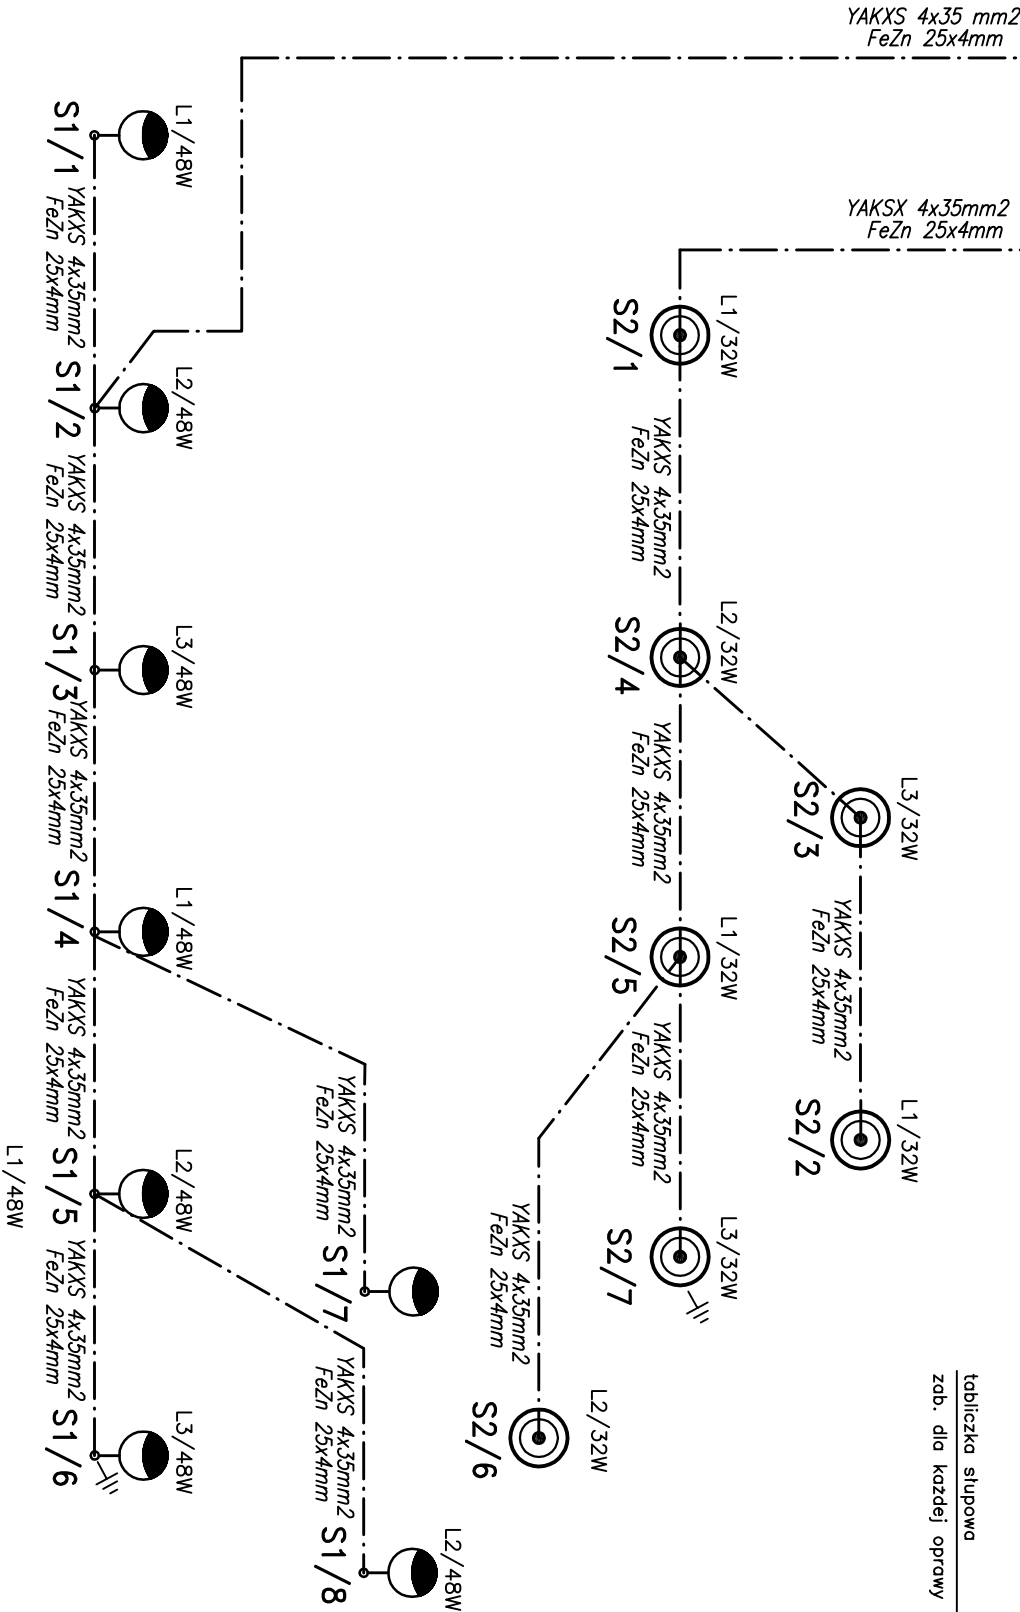 YAKXS 4x35 mm2
FeZn 25x4mm
YAKSX 4x35mm2
FeZn 25x4mm
L1/48W
S1/1
YAKXS 4x35mm2
FeZn 25x4mm
L2/48W
S1/2
YAKXS 4x35mm2
FeZn 25x4mm
L3/48W
S1/3
YAKXS 4x35mm2
FeZn 25x4mm
L1/48W
S1/4
YAKXS 4x35mm2
FeZn 25x4mm
L2/48W
S1/5
YAKXS 4x35mm2
FeZn 25x4mm
L3/48W
S1/6
L1/48W
YAKXS 4x35mm2
FeZn 25x4mm
S1/7
YAKXS 4x35mm2
FeZn 25x4mm
L2/48W
S1/8
L1/32W
S2/1
YAKXS 4x35mm2
FeZn 25x4mm
L2/32W
S2/4
YAKXS 4x35mm2
FeZn 25x4mm
L1/32W
S2/5
YAKXS 4x35mm2
FeZn 25x4mm
L3/32W
S2/7
L3/32W
S2/3
YAKXS 4x35mm2
FeZn 25x4mm
L1/32W
S2/2
YAKXS 4x35mm2
FeZn 25x4mm
L2/32W
S2/6
tabliczka słupowa
zab. dla każdej oprawy